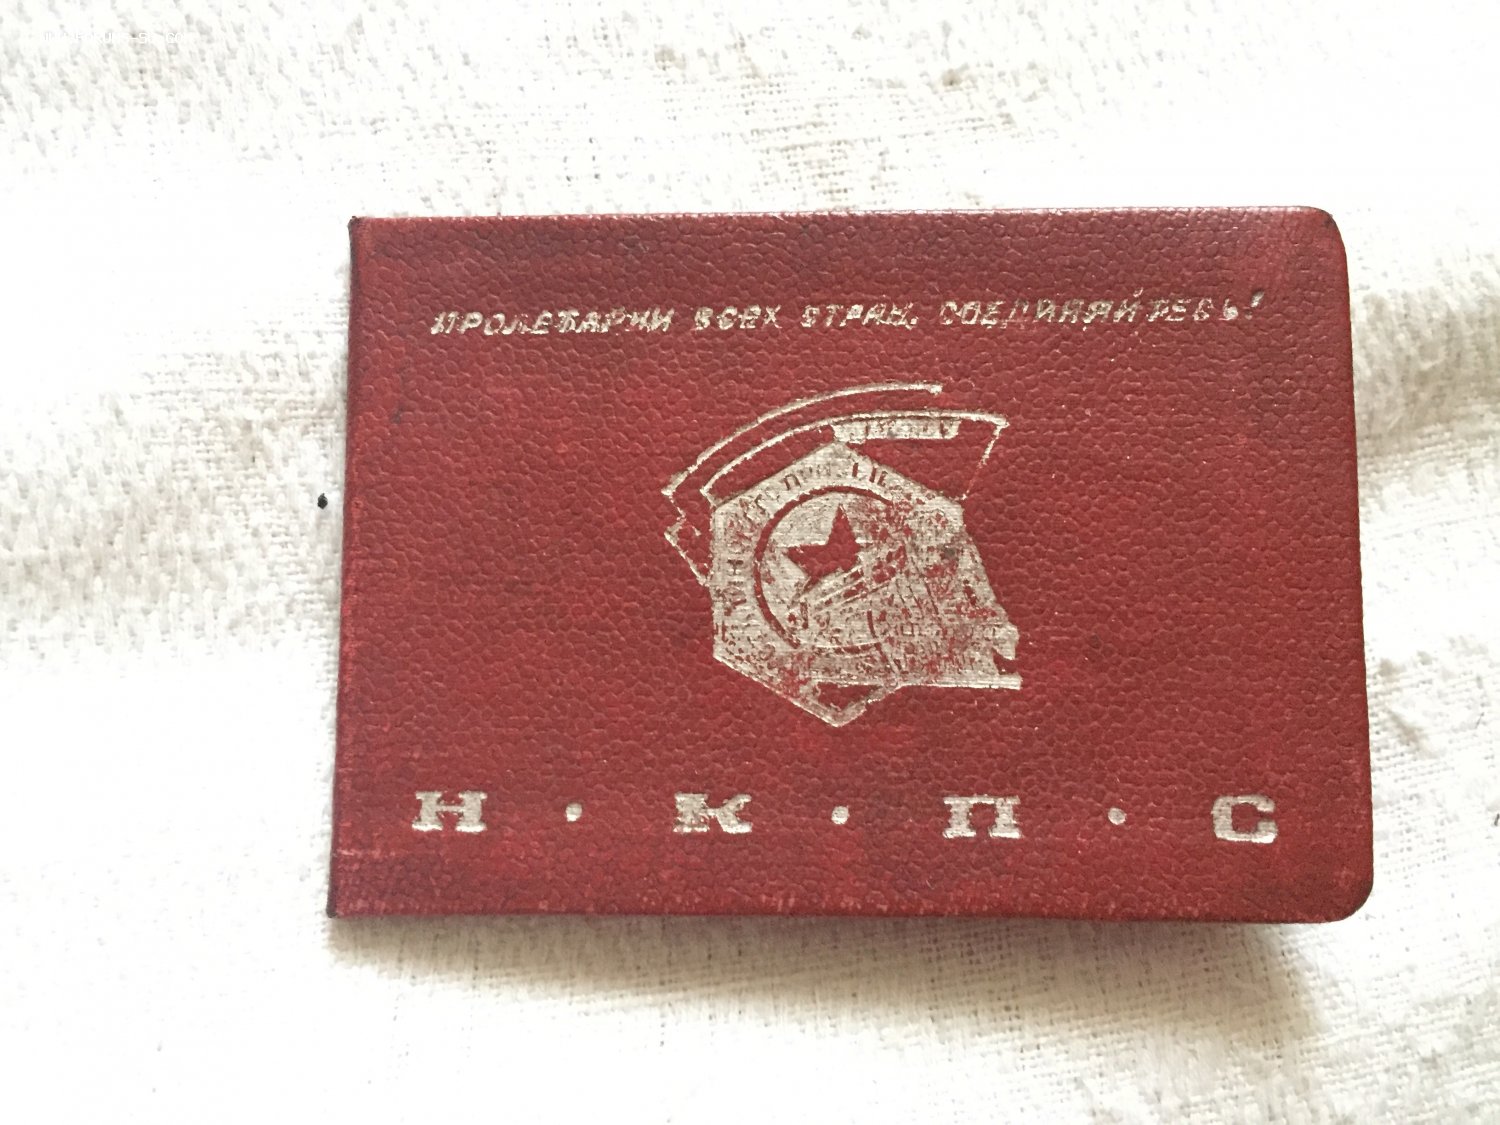 ПРОЛЕТАРИИ ВСЕХ СТРАН, СОЕДИНЯЙТЕСЬ!
Н • К • П • С